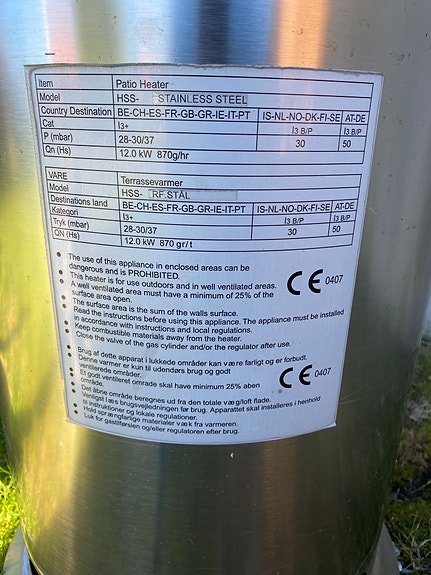 Item Patio Heater
Model HSS- STAINLESS STEEL
Country Destination BE-CH-ES-FR-GB-GR-IE-IT-PT IS-NL-NO-DK-FI-SE AT-DE
Cat I3+ I3 B/P I3 B/P
P (mbar) 28-30/37 30 50
Qn (Hs) 12.0 kW 870g/hr
VARE Terrassevarmer
Model HSS- RF.STÅL
Destinations land BE-CH-ES-FR-GB-GR-IE-IT-PT IS-NL-NO-DK-FI-SE AT-DE
Kategori I3+ I3 B/P I3 B/P
Tryk (mbar) 28-30/37 30 50
QN (Hs) 12.0 kW 870 gr/t
• The use of this appliance in enclosed areas can be
dangerous and is PROHIBITED.
• This heater is for use outdoors and in well ventilated areas.
• A well ventilated area must have a minimum of 25% of the
surface area open.
• The surface area is the sum of the walls surface.
• Read the instructions before using this appliance. The appliance must be installed
in accordance with instructions and local regulations.
• Keep combustible materials away from the heater.
• Close the valve of the gas cylinder and/or the regulator after use.
CE 0407
• Brug af dette apparat i lukkede områder kan være farligt og er forbudt.
• Denne varmer er kun til udendørs brug og godt
ventilerede områder.
• Et godt ventileret område skal have minimum 25% åben
område.
• Det åbne område beregnes ud fra den totale væg/loft flade.
• Venligst læs brugsvejledningen før brug. Apparattet skal installeres i henhold
til instruktioner og lokale regulationer.
• Hold sprængfarlige materialer væk fra varmeren.
• Luk for gastilførslen og/eller regulatoren efter brug.
CE 0407